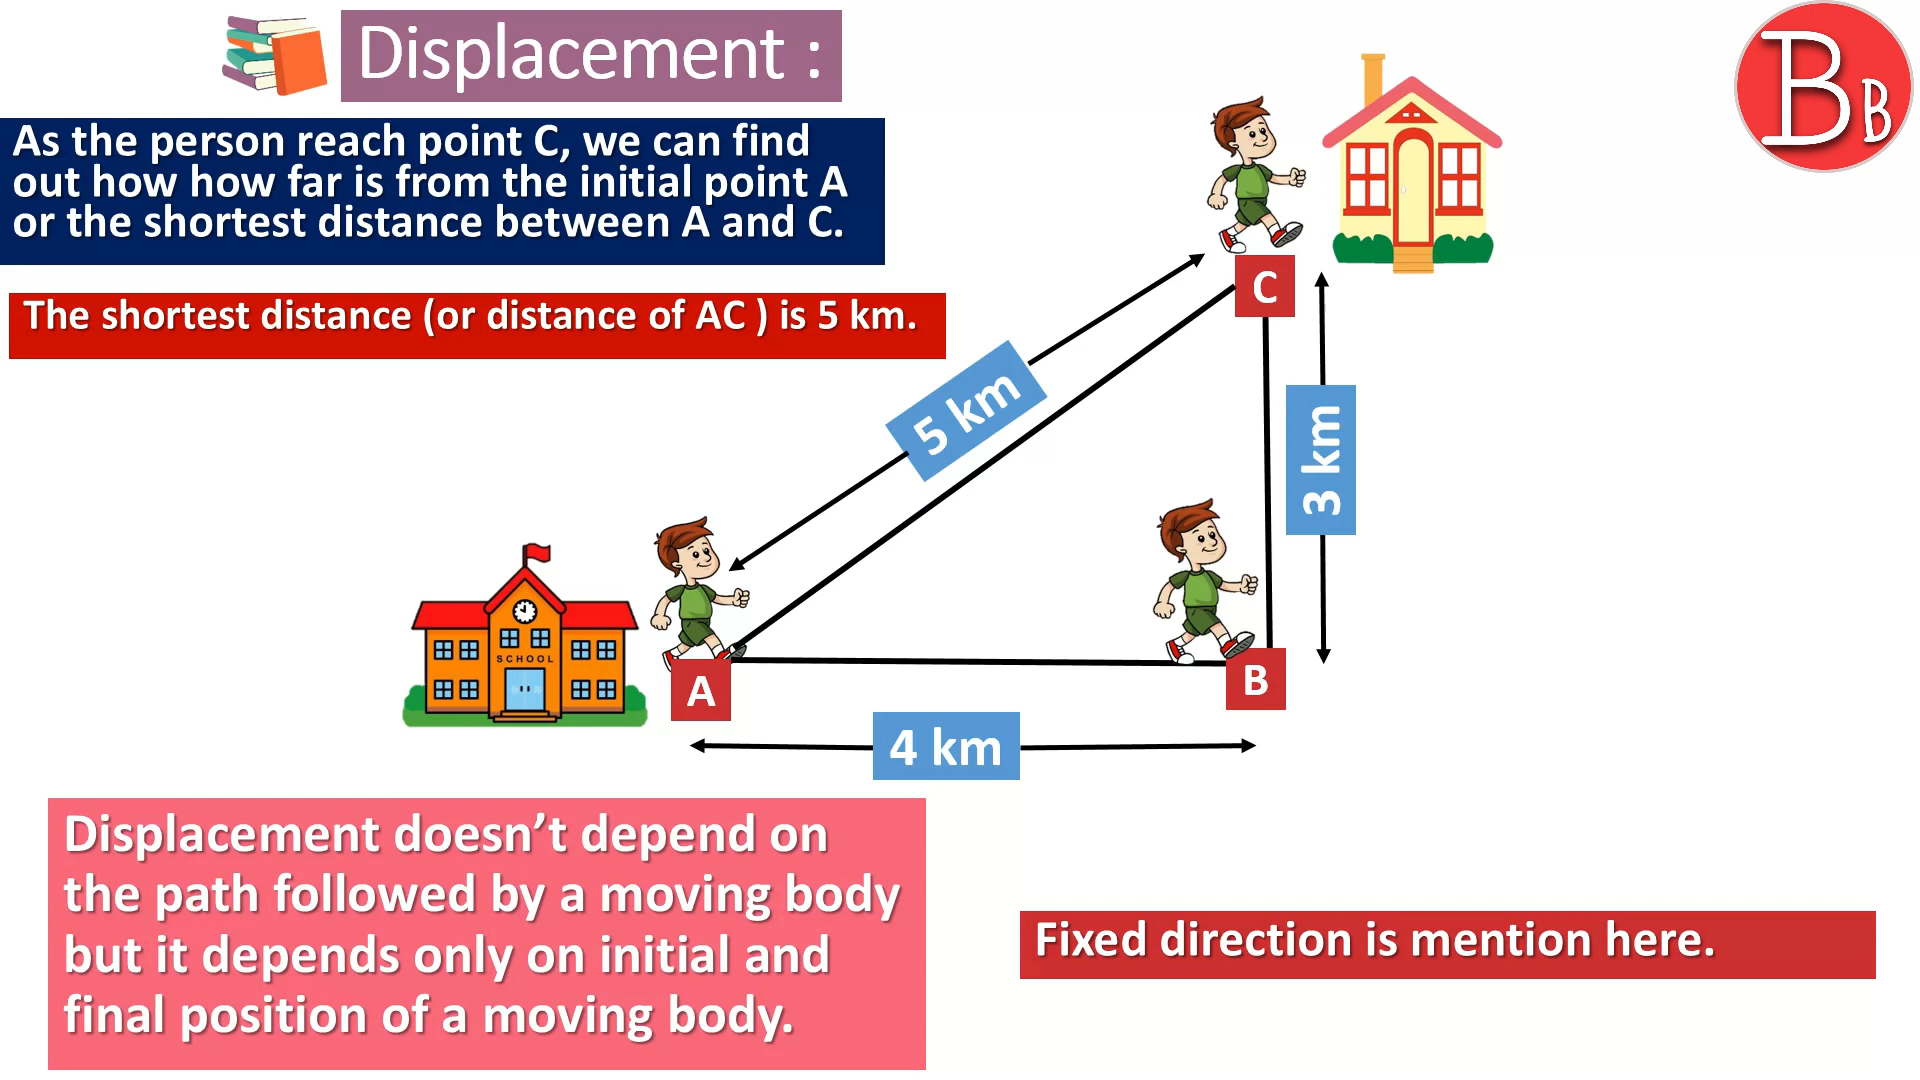 Displacement :
As the person reach point C, we can find
out how how far is from the initial point A
or the shortest distance between A and C.
The shortest distance (or distance of AC ) is 5 km.
BB
C
5 km
3 km
SCHOOL
A
B
4 km
Displacement doesn’t depend on
the path followed by a moving body
but it depends only on initial and
final position of a moving body.
Fixed direction is mention here.